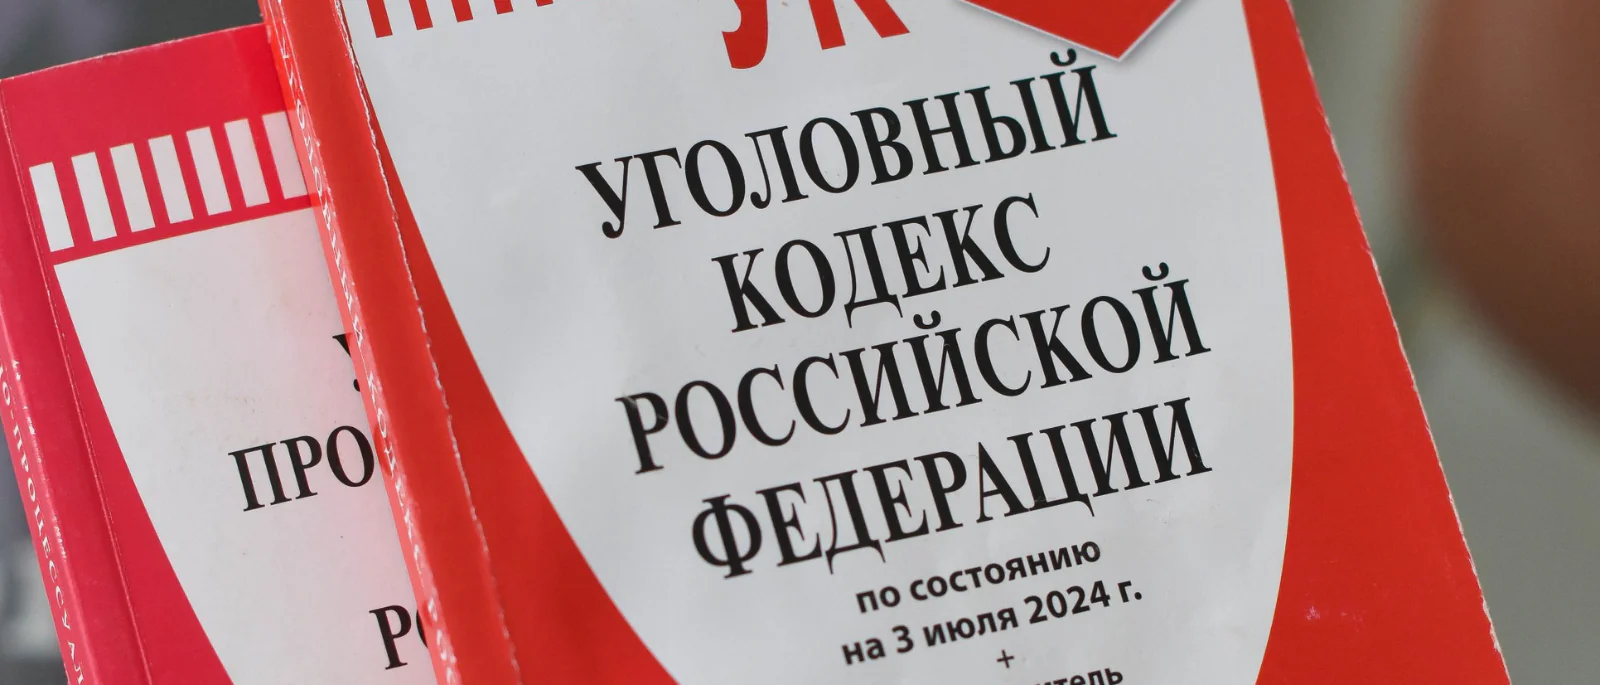 УК
УГОЛОВНЫЙ
КОДЕКС
РОССИЙСКОЙ
ФЕДЕРАЦИИ
по состоянию
на 3 июля 2024 г.
+
ПРО